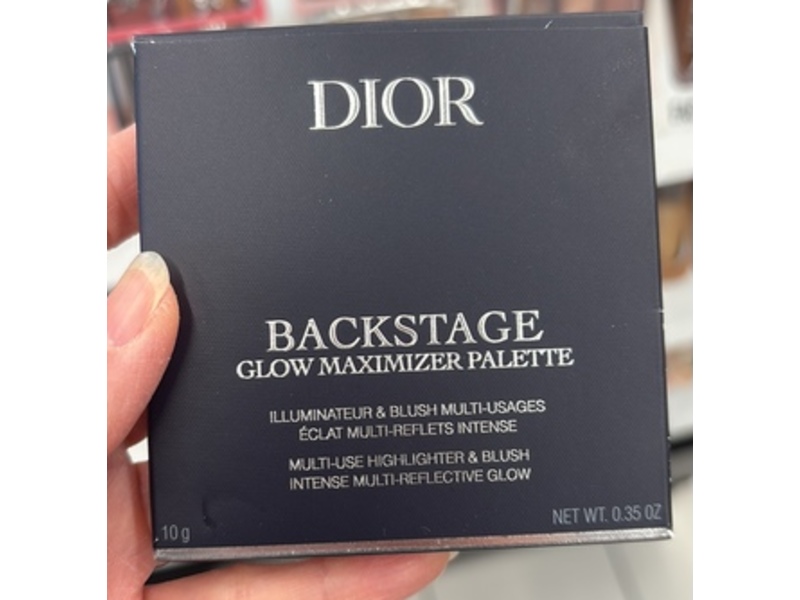 DIOR
BACKSTAGE
GLOW MAXIMIZER PALETTE
ILLUMINATEUR & BLUSH MULTI-USAGES
ÉCLAT MULTI-REFLETS INTENSE
MULTI-USE HIGHLIGHTER & BLUSH
INTENSE MULTI-REFLECTIVE GLOW
10 g
NET WT. 0.35 OZ